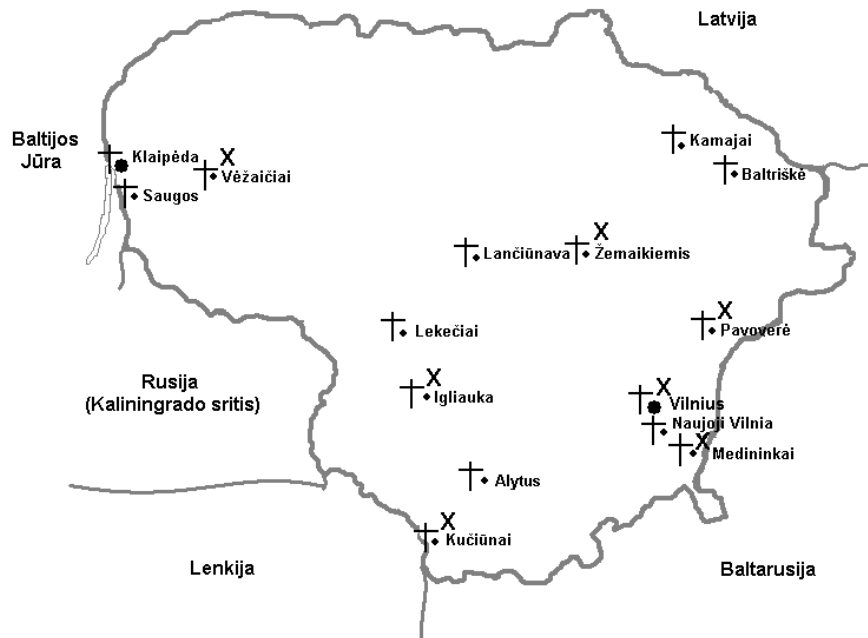 Latvija
Baltijos
Jūra
Klaipėda
X
Vėžaičiai
Saugos
Kamajai
Baltriškė
Lančiūnava
X
Žemaikiemis
Lekečiai
X
Pavoverė
Rusija
(Kaliningrado sritis)
X
Igliauka
X
Vilnius
Naujoji Vilnia
X
Medininkai
Alytus
X
Kučiūnai
Lenkija
Baltarusija